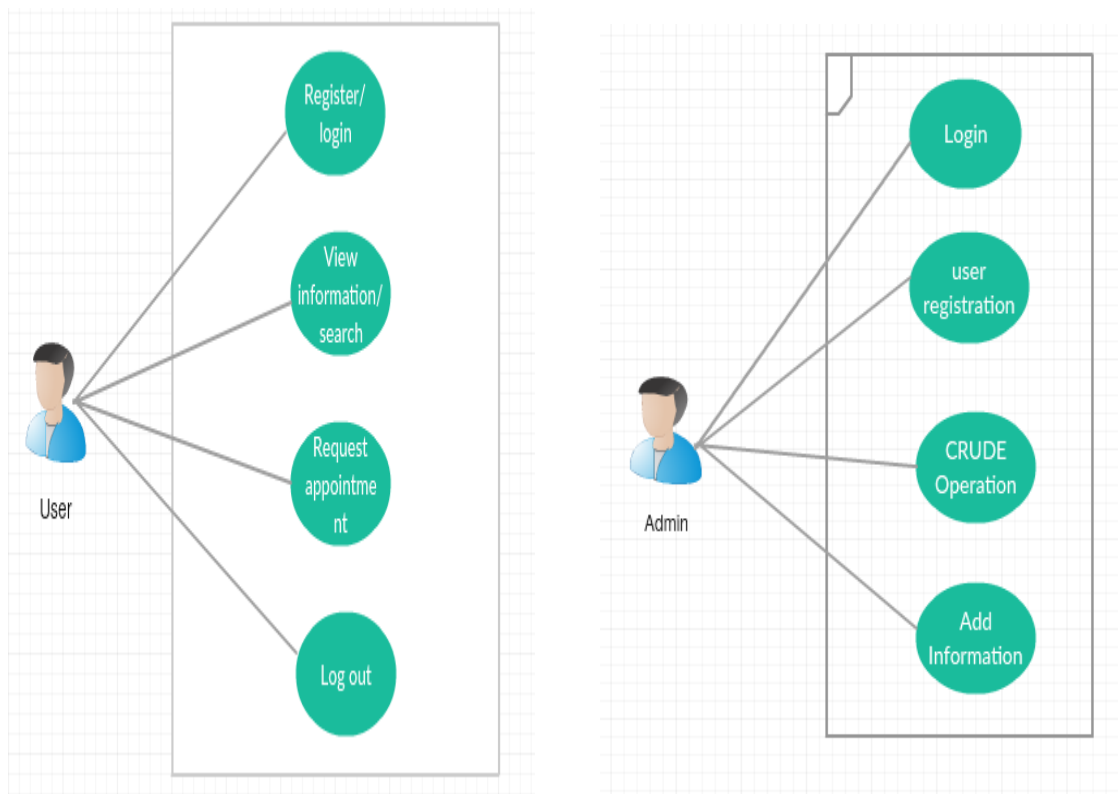 Register/
login
View
information/
search
Request
appointme
nt
Log out
User
Login
user
registration
CRUDE
Operation
Add
Information
Admin